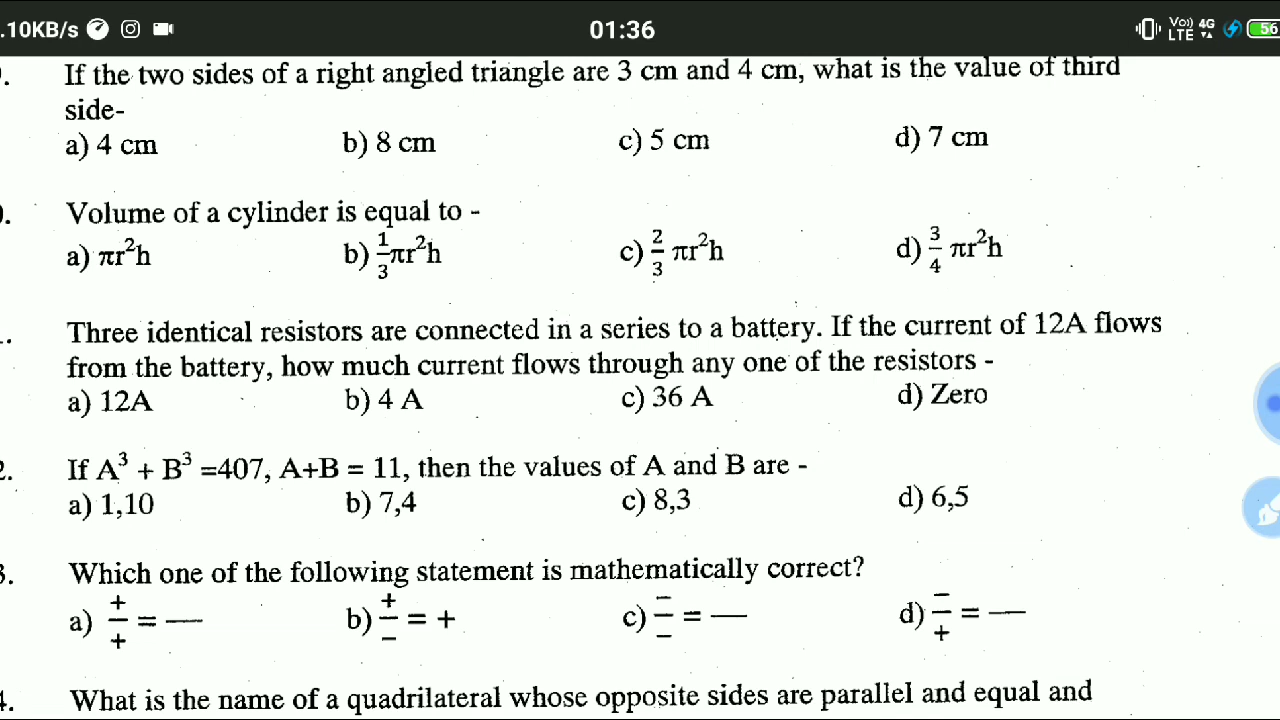 .10KB/s 01:36 Vo)) LTE 4G 56
If the two sides of a right angled triangle are 3 cm and 4 cm, what is the value of third
side-
a) 4 cm b) 8 cm c) 5 cm d) 7 cm
Volume of a cylinder is equal to -
a) πr²h b) 1/3 πr²h c) 2/3 πr²h d) 3/4 πr²h
Three identical resistors are connected in a series to a battery. If the current of 12A flows
from the battery, how much current flows through any one of the resistors -
a) 12A b) 4 A c) 36 A d) Zero
2. If A³ + B³ =407, A+B = 11, then the values of A and B are -
a) 1,10 b) 7,4 c) 8,3 d) 6,5
3. Which one of the following statement is mathematically correct?
a) +/+ = — b) +/− = + c) −/− = — d) −/+ = —
4. What is the name of a quadrilateral whose opposite sides are parallel and equal and